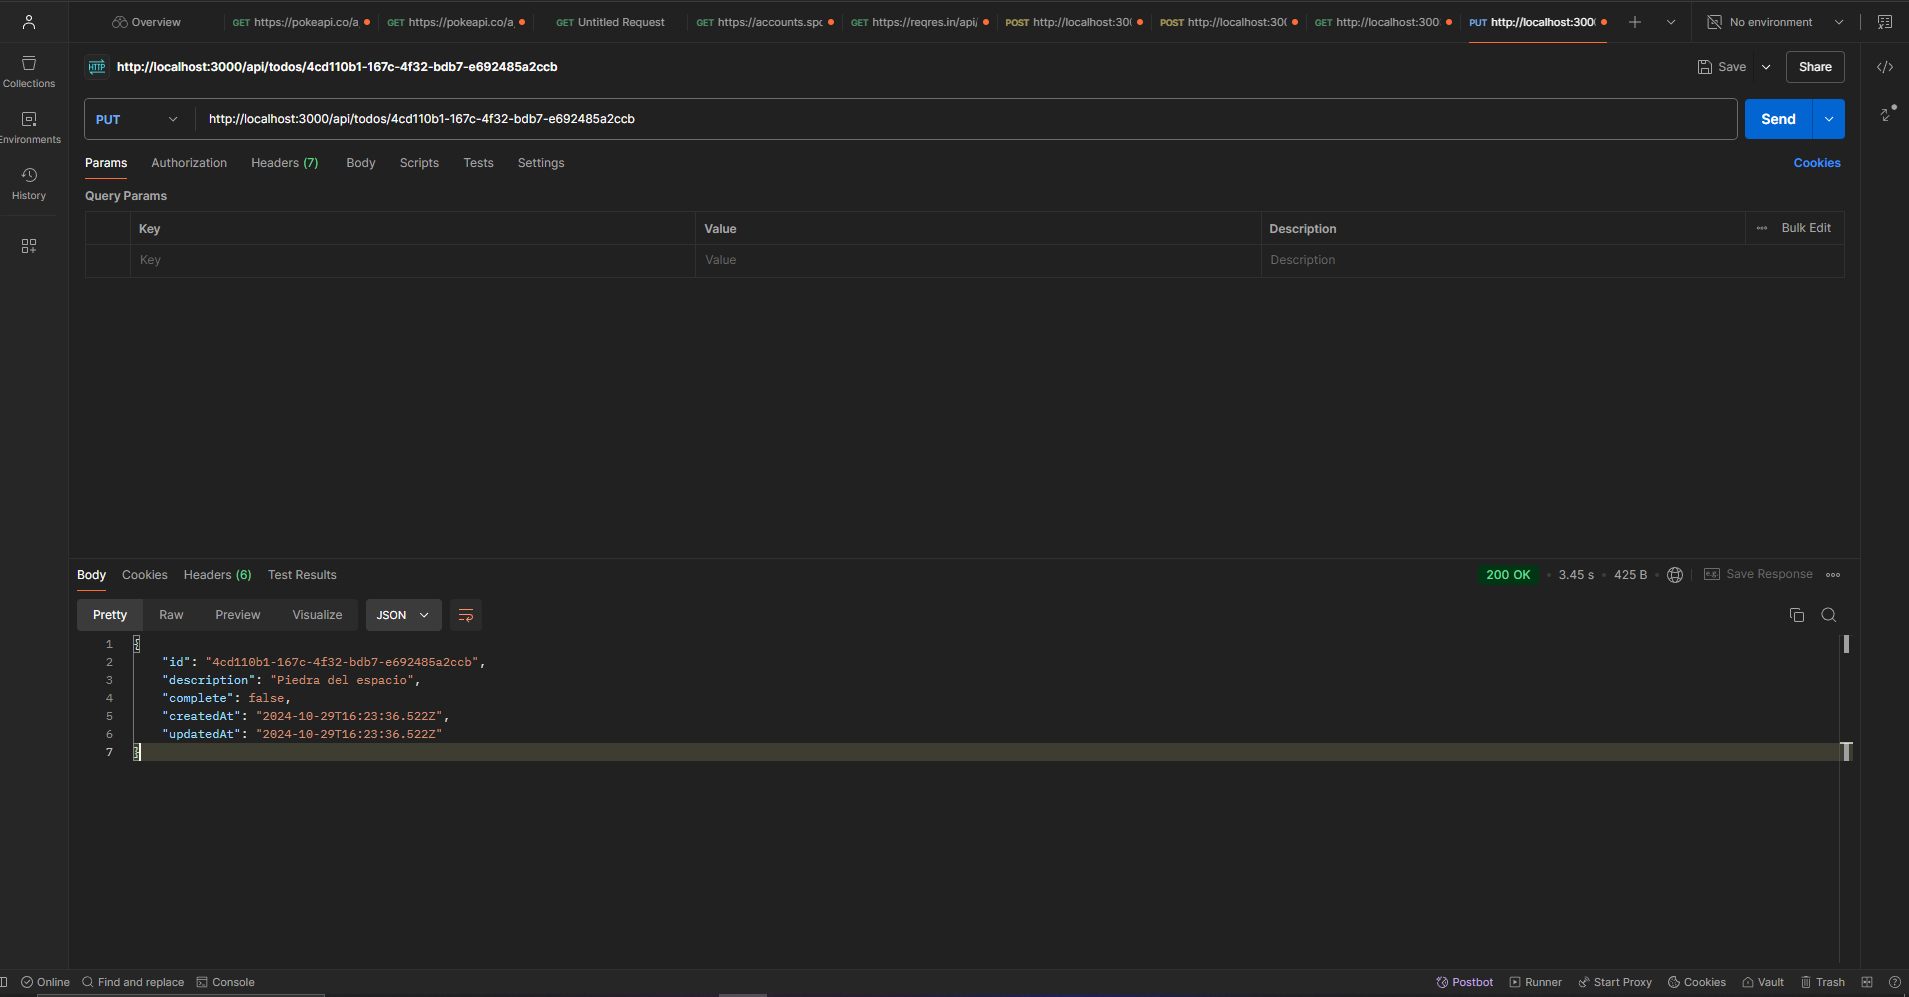 Overview GET https://pokeapi.co/a GET https://pokeapi.co/a GET Untitled Request GET https://accounts.spo GET https://reqres.in/api/ POST http://localhost:300 POST http://localhost:300 GET http://localhost:300 PUT http://localhost:300 No environment
HTTP http://localhost:3000/api/todos/4cd110b1-167c-4f32-bdb7-e692485a2ccb Save Share
Collections
PUT http://localhost:3000/api/todos/4cd110b1-167c-4f32-bdb7-e692485a2ccb Send
Environments
Params Authorization Headers (7) Body Scripts Tests Settings Cookies
History
Query Params
Key Value Description Bulk Edit
Key Value Description
Body Cookies Headers (6) Test Results 200 OK 3.45 s 425 B Save Response
Pretty Raw Preview Visualize JSON
1 {
2 "id": "4cd110b1-167c-4f32-bdb7-e692485a2ccb",
3 "description": "Piedra del espacio",
4 "complete": false,
5 "createdAt": "2024-10-29T16:23:36.522Z",
6 "updatedAt": "2024-10-29T16:23:36.522Z"
7 }
Online Find and replace Console Postbot Runner Start Proxy Cookies Vault Trash